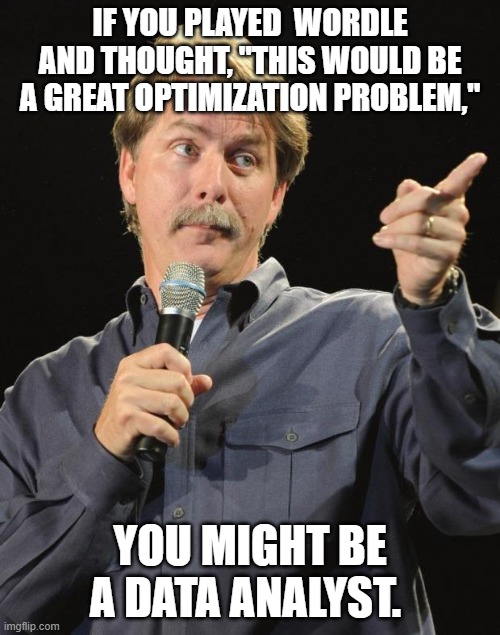 IF YOU PLAYED WORDLE
AND THOUGHT, "THIS WOULD BE
A GREAT OPTIMIZATION PROBLEM,"
YOU MIGHT BE
A DATA ANALYST.
imgflip.com